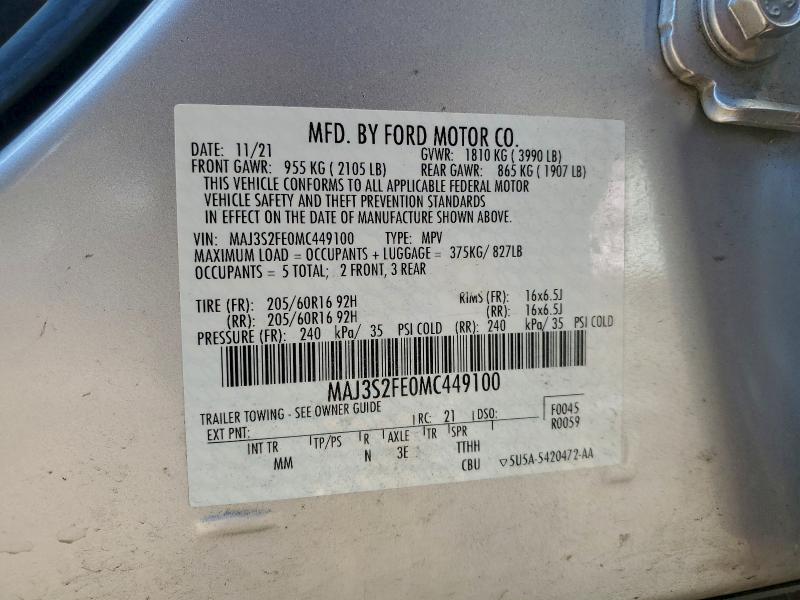 MFD. BY FORD MOTOR CO.
DATE: 11/21 GVWR: 1810 KG ( 3990 LB)
FRONT GAWR: 955 KG ( 2105 LB) REAR GAWR: 865 KG ( 1907 LB)
THIS VEHICLE CONFORMS TO ALL APPLICABLE FEDERAL MOTOR
VEHICLE SAFETY AND THEFT PREVENTION STANDARDS
IN EFFECT ON THE DATE OF MANUFACTURE SHOWN ABOVE.
VIN: MAJ3S2FE0MC449100 TYPE: MPV
MAXIMUM LOAD = OCCUPANTS + LUGGAGE = 375KG/ 827LB
OCCUPANTS = 5 TOTAL; 2 FRONT, 3 REAR
TIRE (FR): 205/60R16 92H RIMS (FR): 16x6.5J
(RR): 205/60R16 92H (RR): 16x6.5J
PRESSURE (FR): 240 kPa/ 35 PSI COLD (RR): 240 kPa/ 35 PSI COLD
MAJ3S2FE0MC449100
TRAILER TOWING - SEE OWNER GUIDE
EXT PNT: RC: 21 DSO: F0045
R0059
INT TR TP/PS R AXLE TR SPR
MM N 3E TTHH
CBU 5U5A-5420472-AA